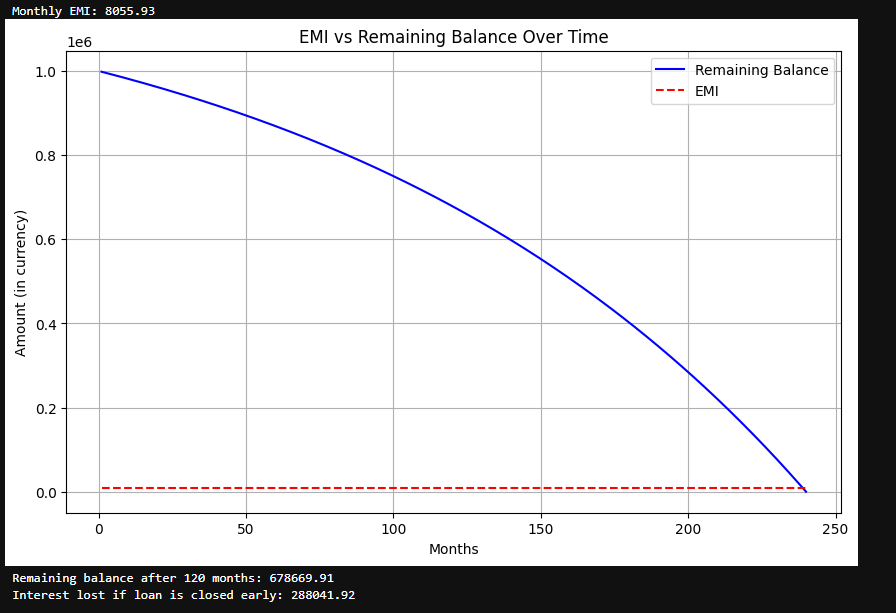 Monthly EMI: 8055.93
EMI vs Remaining Balance Over Time
1e6
Remaining Balance
EMI
1.0
0.8
0.6
0.4
0.2
0.0
Amount (in currency)
0 50 100 150 200 250
Months
Remaining balance after 120 months: 678669.91
Interest lost if loan is closed early: 288041.92